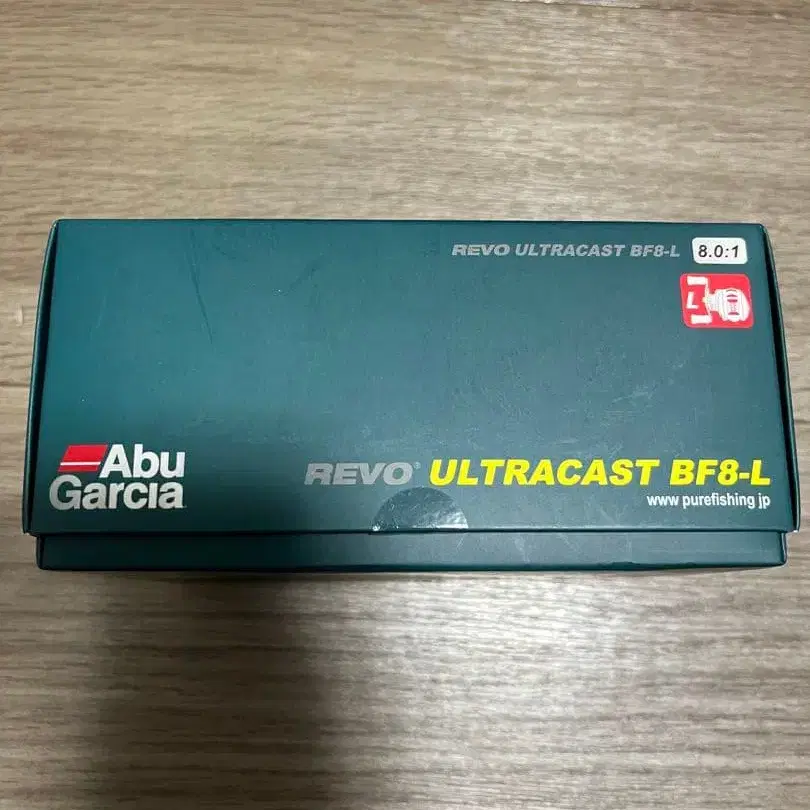 REVO ULTRACAST BF8-L 8.0:1
L
Abu
Garcia
REVO® ULTRACAST BF8-L
www purefishing jp